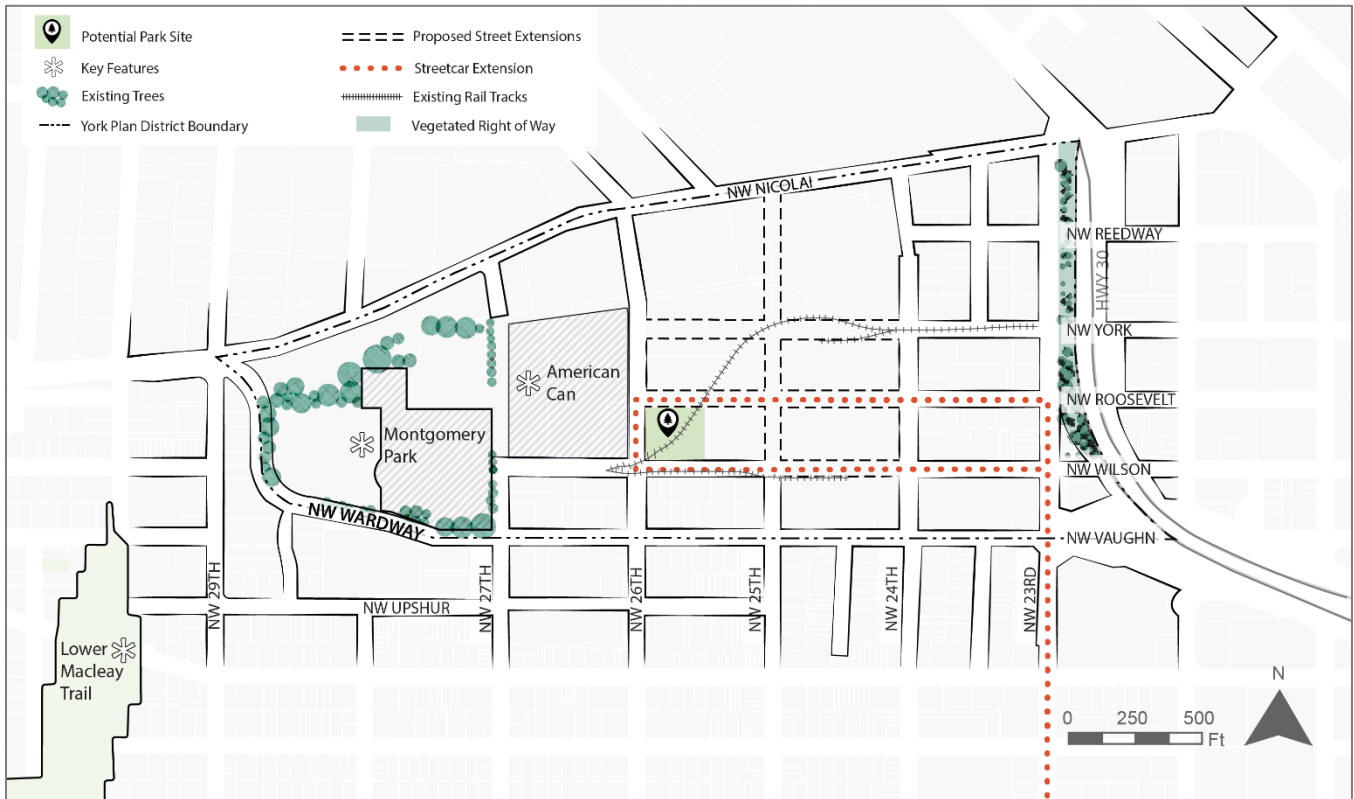 Potential Park Site
Key Features
Existing Trees
York Plan District Boundary
Proposed Street Extensions
Streetcar Extension
Existing Rail Tracks
Vegetated Right of Way
NW NICOLAI
NW REEDWAY
HWY 30
NW YORK
American
Can
NW ROOSEVELT
Montgomery
Park
NW WILSON
NW WARDWAY
NW VAUGHN
NW 29TH
NW 27TH
NW 26TH
NW 25TH
NW 24TH
NW 23RD
NW UPSHUR
Lower
Macleay
Trail
N
0 250 500
Ft